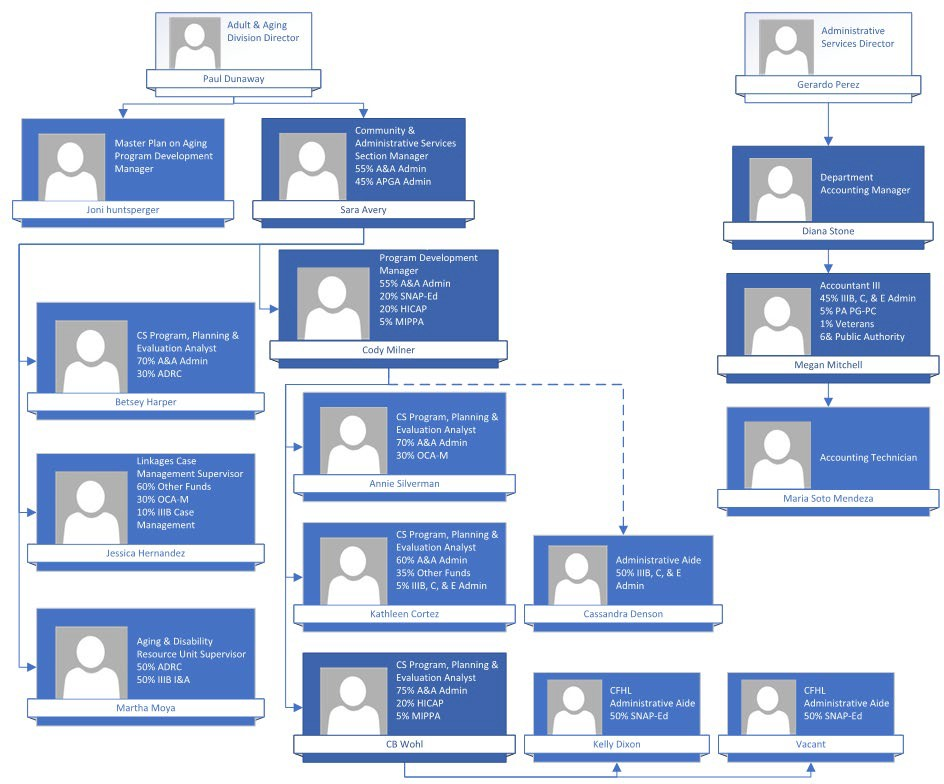 Adult & Aging
Division Director
Paul Dunaway
Administrative
Services Director
Gerardo Perez
Master Plan on Aging
Program Development
Manager
Joni huntsperger
Community &
Administrative Services
Section Manager
55% A&A Admin
45% APGA Admin
Sara Avery
Department
Accounting Manager
Diana Stone
Program Development
Manager
55% A&A Admin
20% SNAP-Ed
20% HICAP
5% MIPPA
Cody Milner
Accountant III
45% IIIB, C, & E Admin
5% PA PG-PC
1% Veterans
6& Public Authority
Megan Mitchell
CS Program, Planning &
Evaluation Analyst
70% A&A Admin
30% ADRC
Betsey Harper
CS Program, Planning &
Evaluation Analyst
70% A&A Admin
30% OCA-M
Annie Silverman
Accounting Technician
Maria Soto Mendeza
Linkages Case
Management Supervisor
60% Other Funds
30% OCA-M
10% IIIB Case
Management
Jessica Hernandez
CS Program, Planning &
Evaluation Analyst
60% A&A Admin
35% Other Funds
5% IIIB, C, & E Admin
Kathleen Cortez
Administrative Aide
50% IIIB, C, & E
Admin
Cassandra Denson
Aging & Disability
Resource Unit Supervisor
50% ADRC
50% IIIB I&A
Martha Moya
CS Program, Planning &
Evaluation Analyst
75% A&A Admin
20% HICAP
5% MIPPA
CB Wohl
CFHL
Administrative Aide
50% SNAP-Ed
Kelly Dixon
CFHL
Administrative Aide
50% SNAP-Ed
Vacant